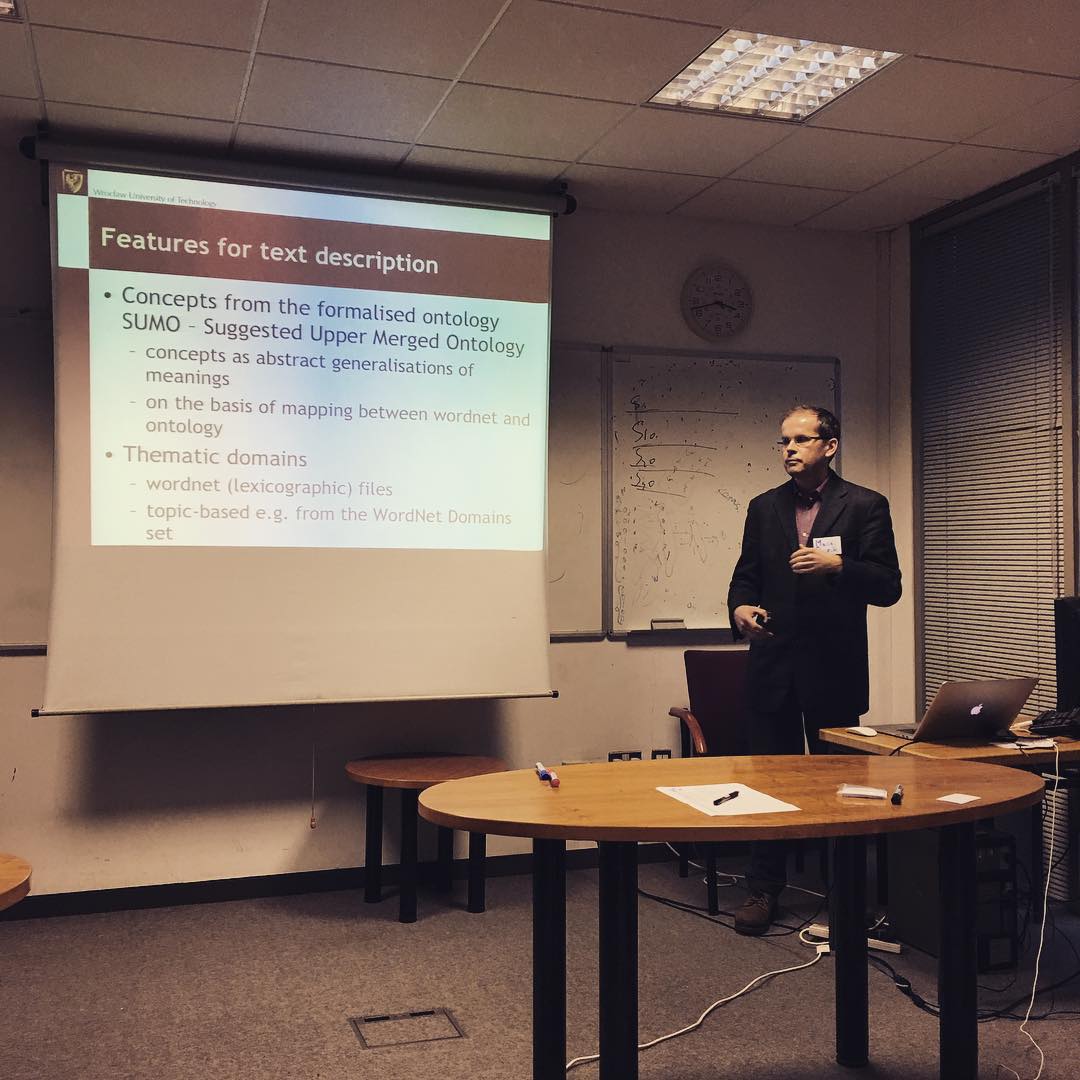 Wrocław University of Technology
Features for text description
• Concepts from the formalised ontology
SUMO – Suggested Upper Merged Ontology
- concepts as abstract generalisations of
meanings
- on the basis of mapping between wordnet and
ontology
• Thematic domains
- wordnet (lexicographic) files
- topic-based e.g. from the WordNet Domains
set